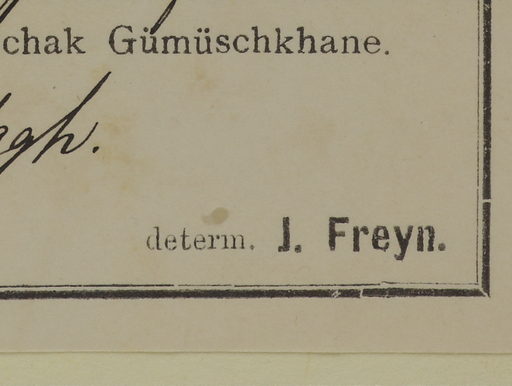 chak Gümüschkhane.
determ. J. Freyn.